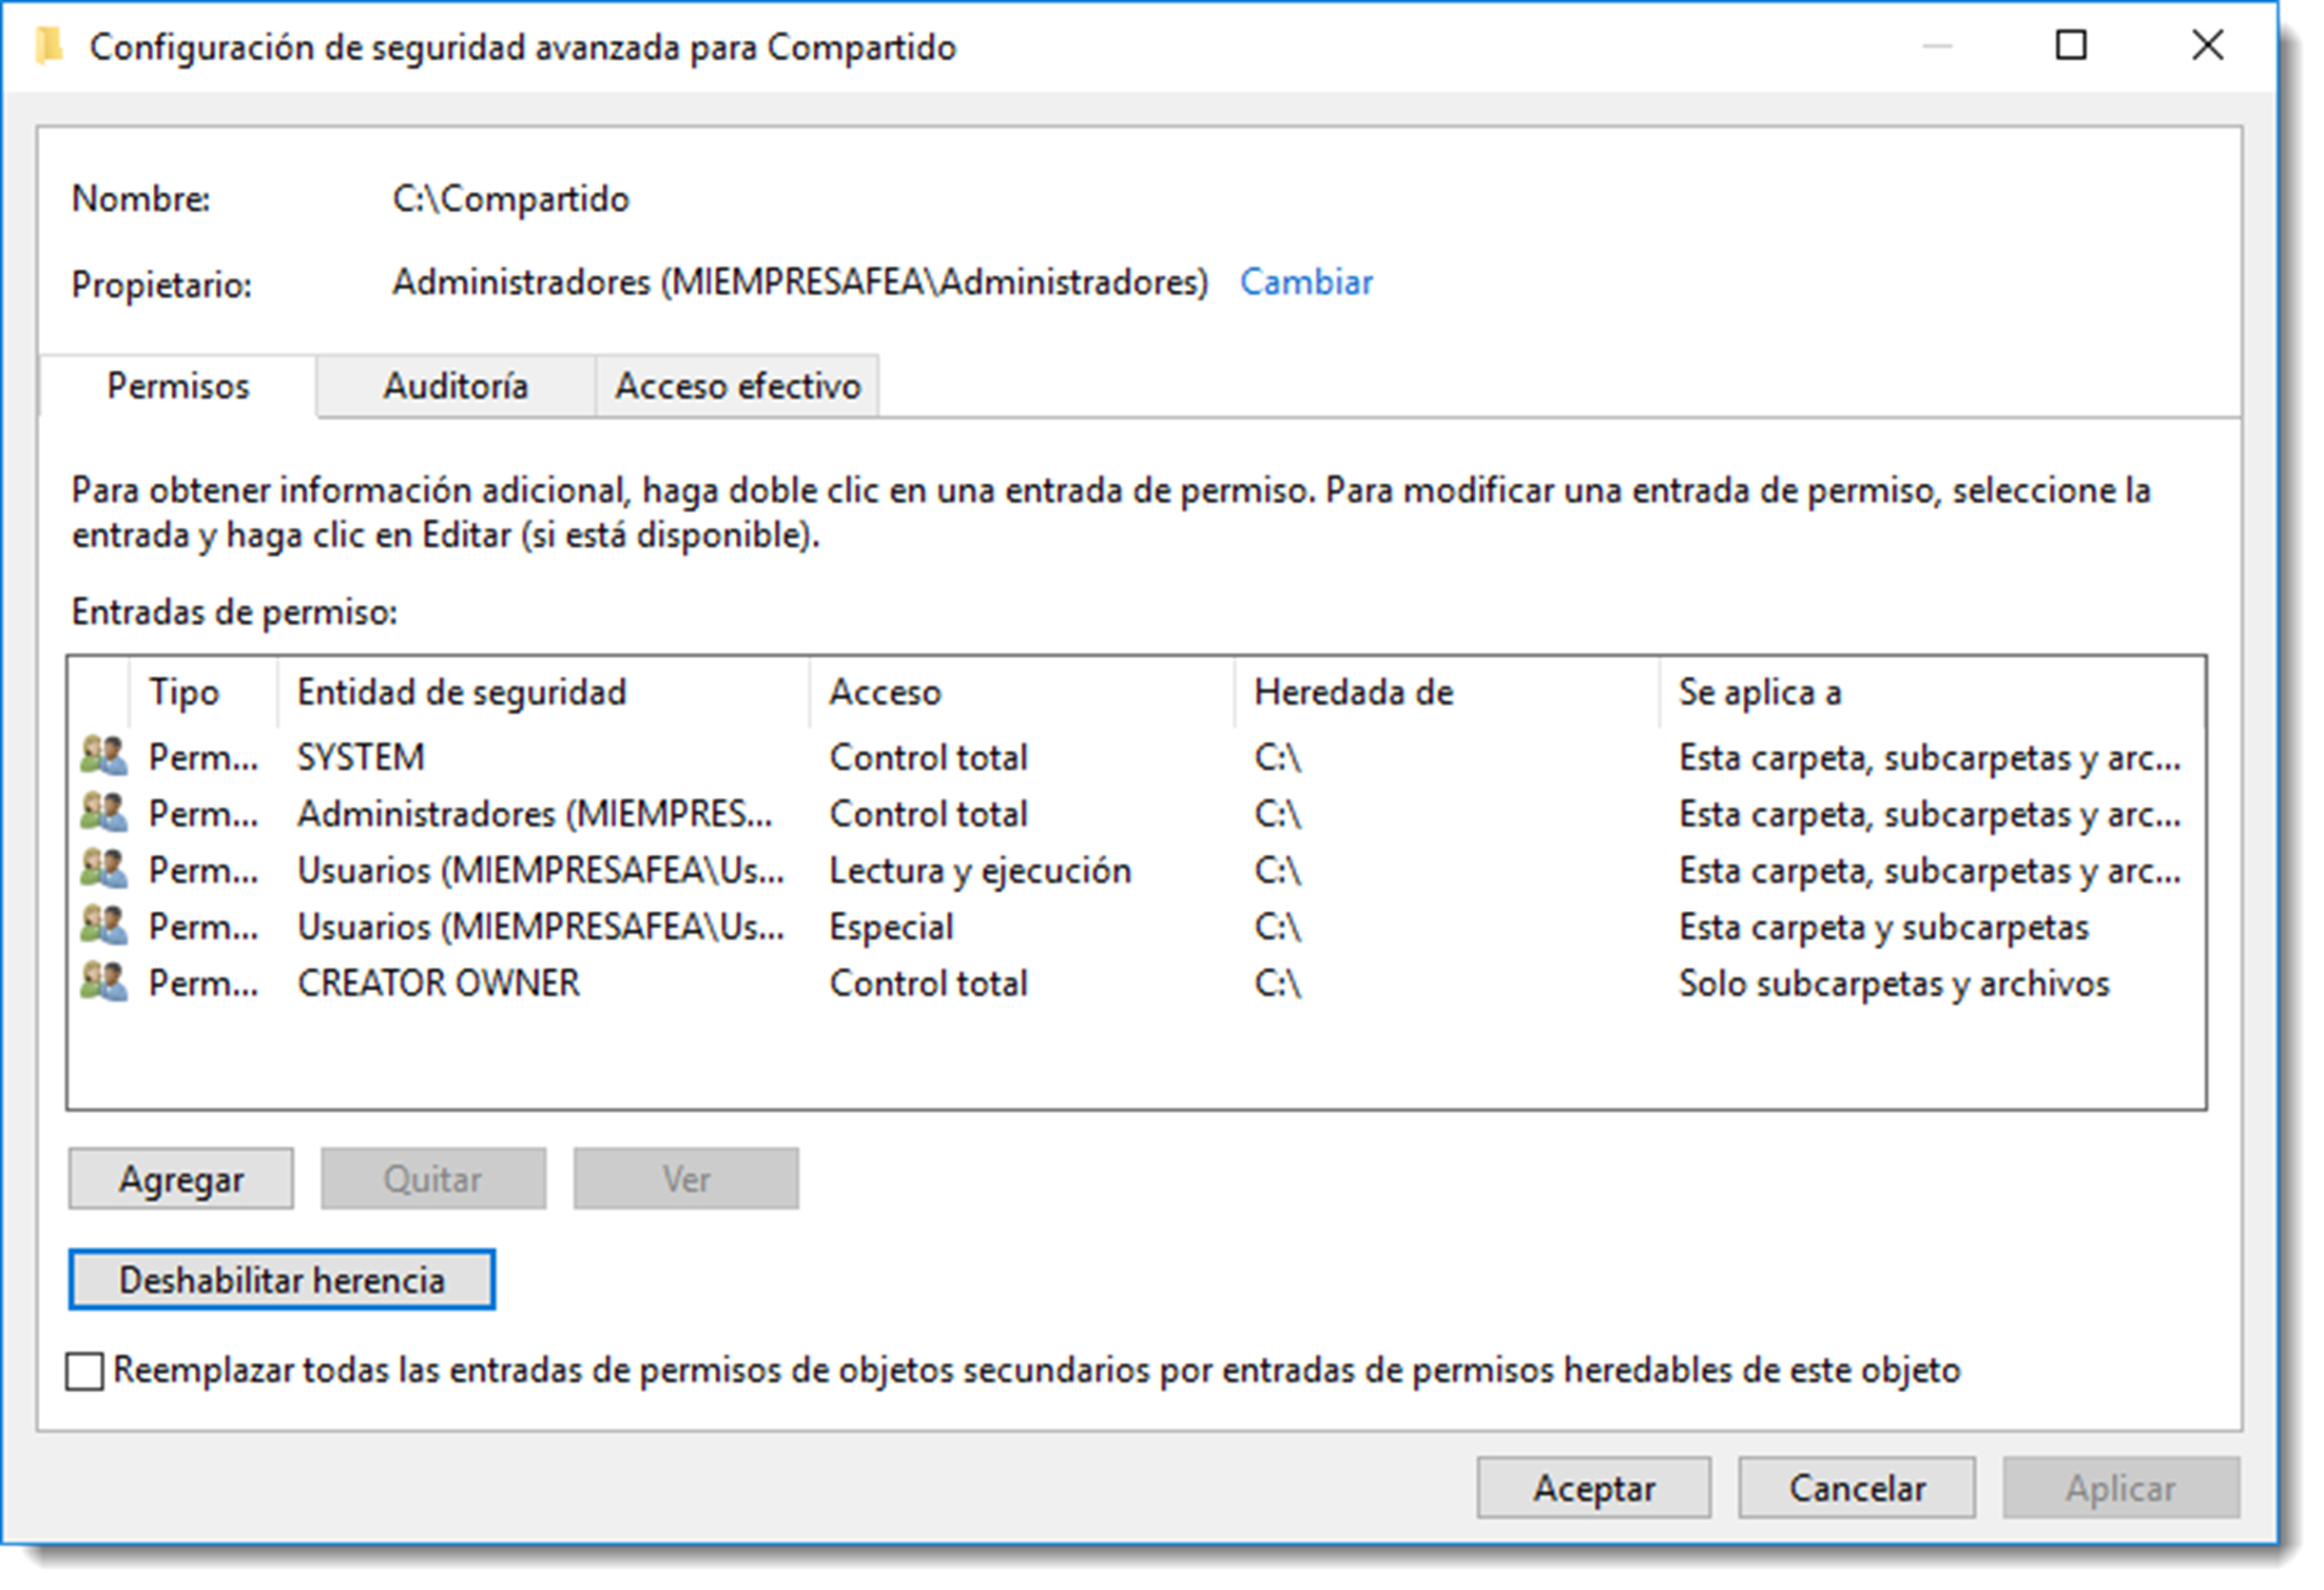 Configuración de seguridad avanzada para Compartido
Nombre: C:\Compartido
Propietario: Administradores (MIEMPRESAFEA\Administradores) Cambiar
Permisos Auditoría Acceso efectivo
Para obtener información adicional, haga doble clic en una entrada de permiso. Para modificar una entrada de permiso, seleccione la
entrada y haga clic en Editar (si está disponible).
Entradas de permiso:
Tipo Entidad de seguridad Acceso Heredada de Se aplica a
Perm... SYSTEM Control total C:\ Esta carpeta, subcarpetas y arc...
Perm... Administradores (MIEMPRES... Control total C:\ Esta carpeta, subcarpetas y arc...
Perm... Usuarios (MIEMPRESAFEA\Us... Lectura y ejecución C:\ Esta carpeta, subcarpetas y arc...
Perm... Usuarios (MIEMPRESAFEA\Us... Especial C:\ Esta carpeta y subcarpetas
Perm... CREATOR OWNER Control total C:\ Solo subcarpetas y archivos
Agregar Quitar Ver
Deshabilitar herencia
Reemplazar todas las entradas de permisos de objetos secundarios por entradas de permisos heredables de este objeto
Aceptar Cancelar Aplicar